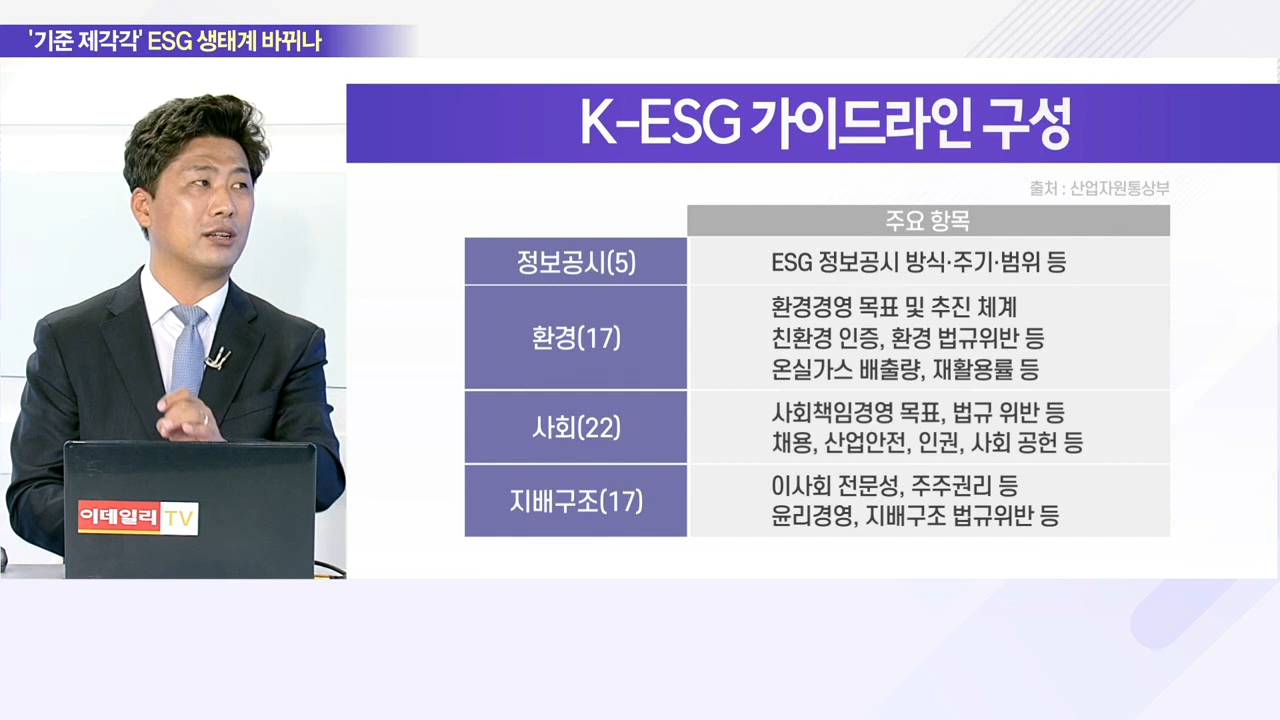 '기준 제각각' ESG 생태계 바뀌나
K-ESG 가이드라인 구성
출처 : 산업자원통상부
주요 항목
정보공시(5)
ESG 정보공시 방식·주기·범위 등
환경(17)
환경경영 목표 및 추진 체계
친환경 인증, 환경 법규위반 등
온실가스 배출량, 재활용률 등
사회(22)
사회책임경영 목표, 법규 위반 등
채용, 산업안전, 인권, 사회 공헌 등
지배구조(17)
이사회 전문성, 주주권리 등
윤리경영, 지배구조 법규위반 등
이데일리 TV